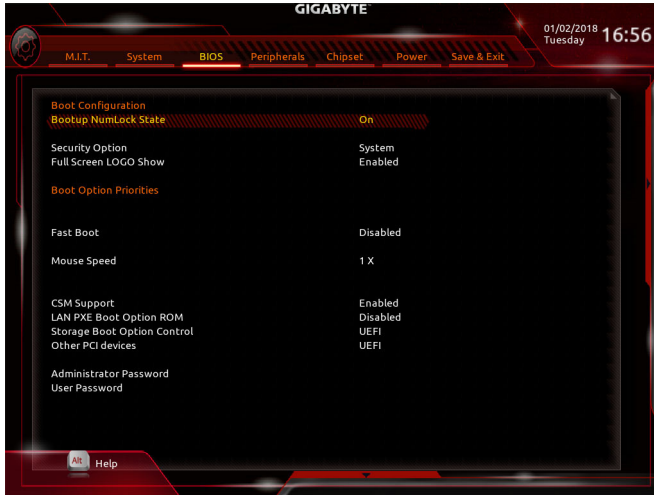 GIGABYTE™
01/02/2018
Tuesday
16:56
M.I.T. System BIOS Peripherals Chipset Power Save & Exit
Boot Configuration
Bootup NumLock State On
Security Option System
Full Screen LOGO Show Enabled
Boot Option Priorities
Fast Boot Disabled
Mouse Speed 1 X
CSM Support Enabled
LAN PXE Boot Option ROM Disabled
Storage Boot Option Control UEFI
Other PCI devices UEFI
Administrator Password
User Password
Alt Help